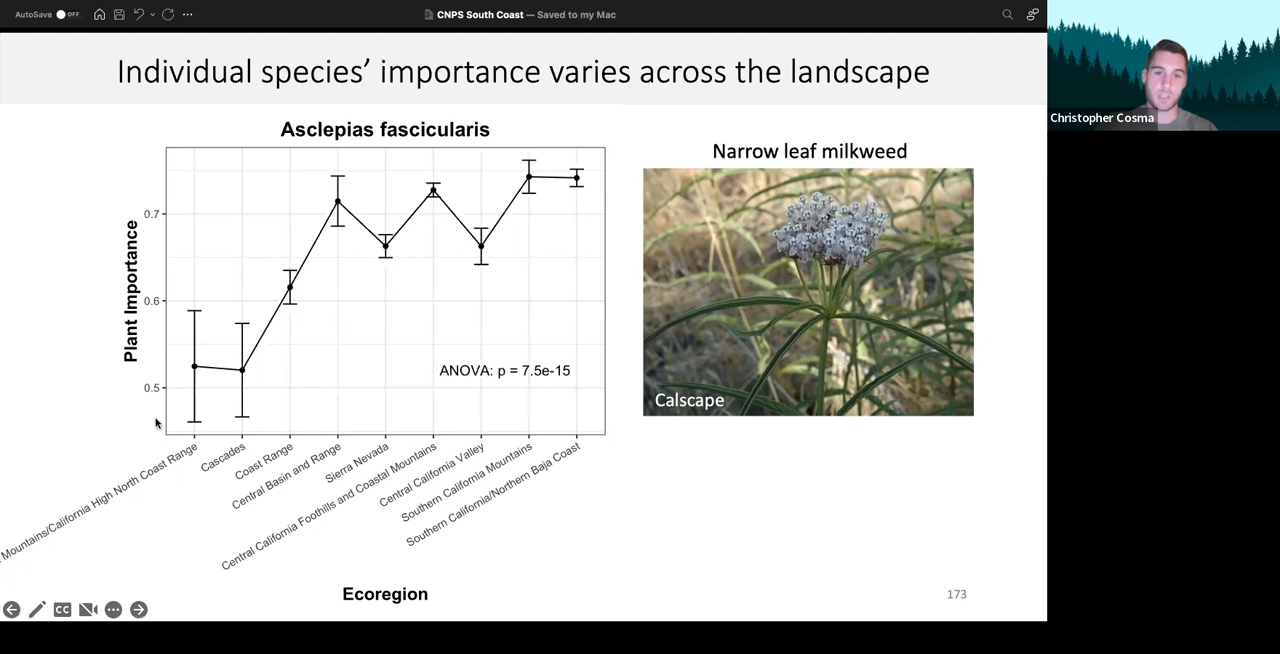 AutoSave OFF
CNPS South Coast — Saved to my Mac
Individual species' importance varies across the landscape
Christopher Cosma
Asclepias fascicularis
Narrow leaf milkweed
Plant Importance
0.7
0.6
0.5
ANOVA: p = 7.5e-15
Calscape
Mountains/California High North Coast Range
Cascades
Coast Range
Central Basin and Range
Sierra Nevada
Central California Foothills and Coastal Mountains
Central California Valley
Southern California Mountains
Southern California/Northern Baja Coast
Ecoregion
173
CC